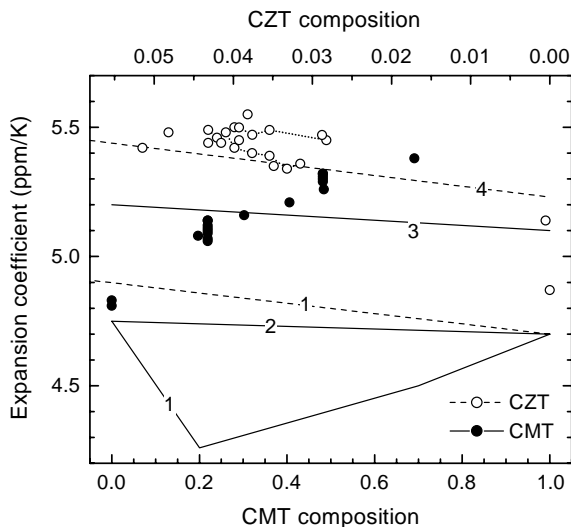 CZT composition
0.05 0.04 0.03 0.02 0.01 0.00
Expansion coefficient (ppm/K)
5.5
5.0
4.5
4
3
1
2
1
CZT
CMT
0.0 0.2 0.4 0.6 0.8 1.0
CMT composition